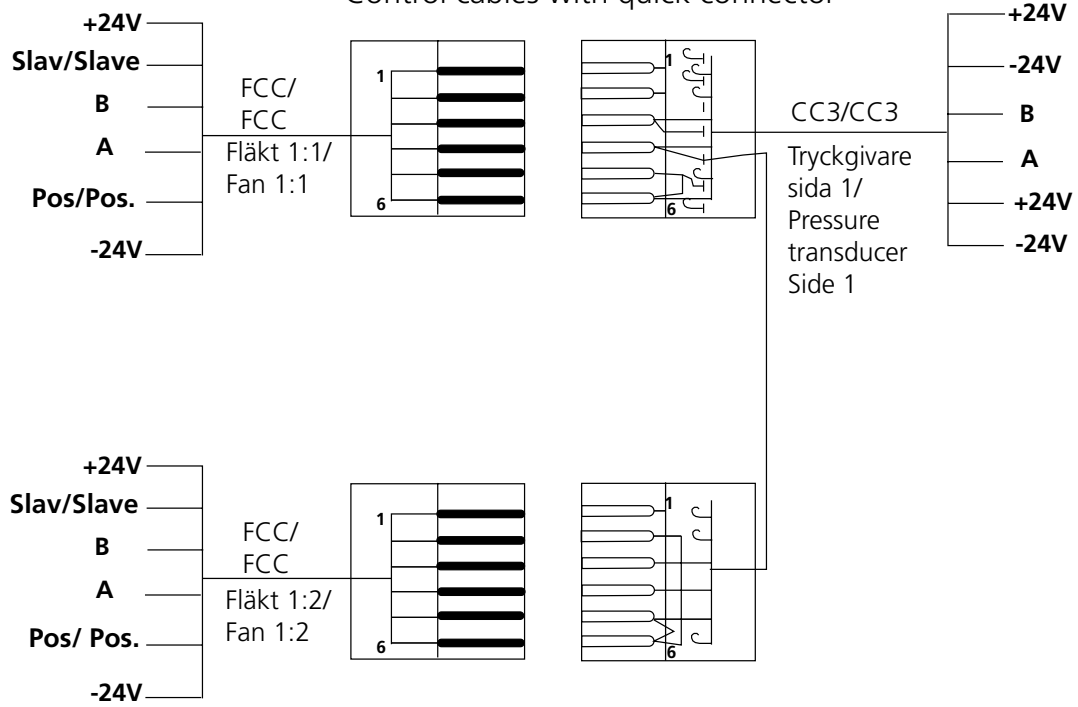 Control cables with quick connector
+24V
Slav/Slave
B
A
Pos/Pos.
-24V
FCC/
FCC
Fläkt 1:1/
Fan 1:1
1
6
1
6
CC3/CC3
Tryckgivare
sida 1/
Pressure
transducer
Side 1
+24V
-24V
B
A
+24V
-24V
+24V
Slav/Slave
B
A
Pos/ Pos.
-24V
FCC/
FCC
Fläkt 1:2/
Fan 1:2
1
6
1
6